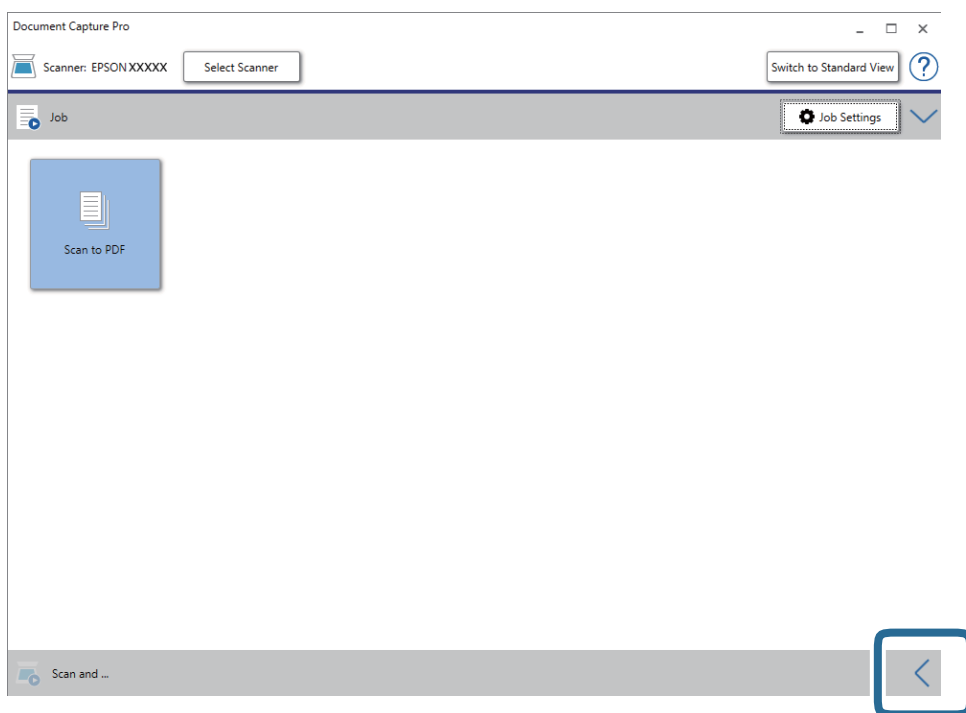 Document Capture Pro
Scanner: EPSON XXXXX
Select Scanner
Switch to Standard View
?
Job
Job Settings
Scan to PDF
Scan and ...